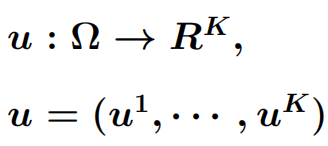 u : Ω → R^K,
u = (u^1, ⋯ , u^K)